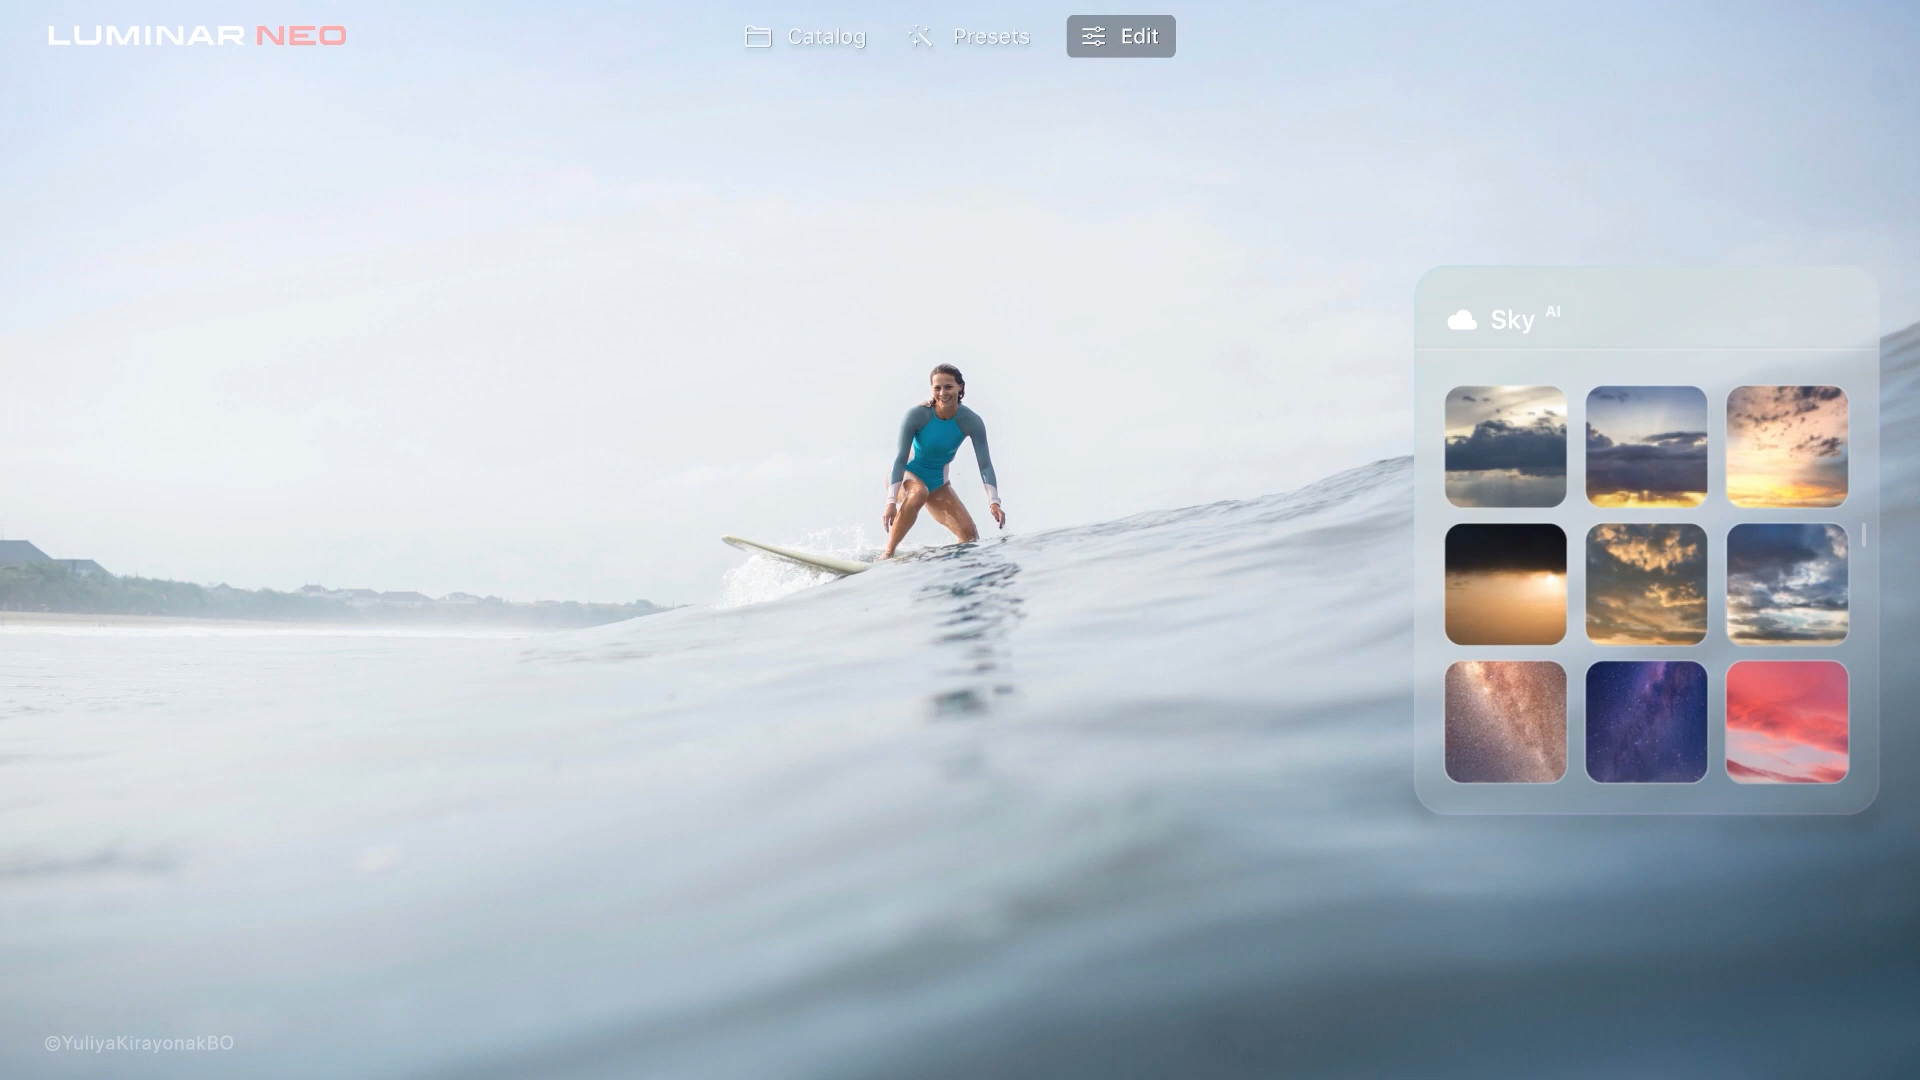 LUMINAR NEO
Catalog
Presets
Edit
Sky AI
©YuliyaKirayonakBO